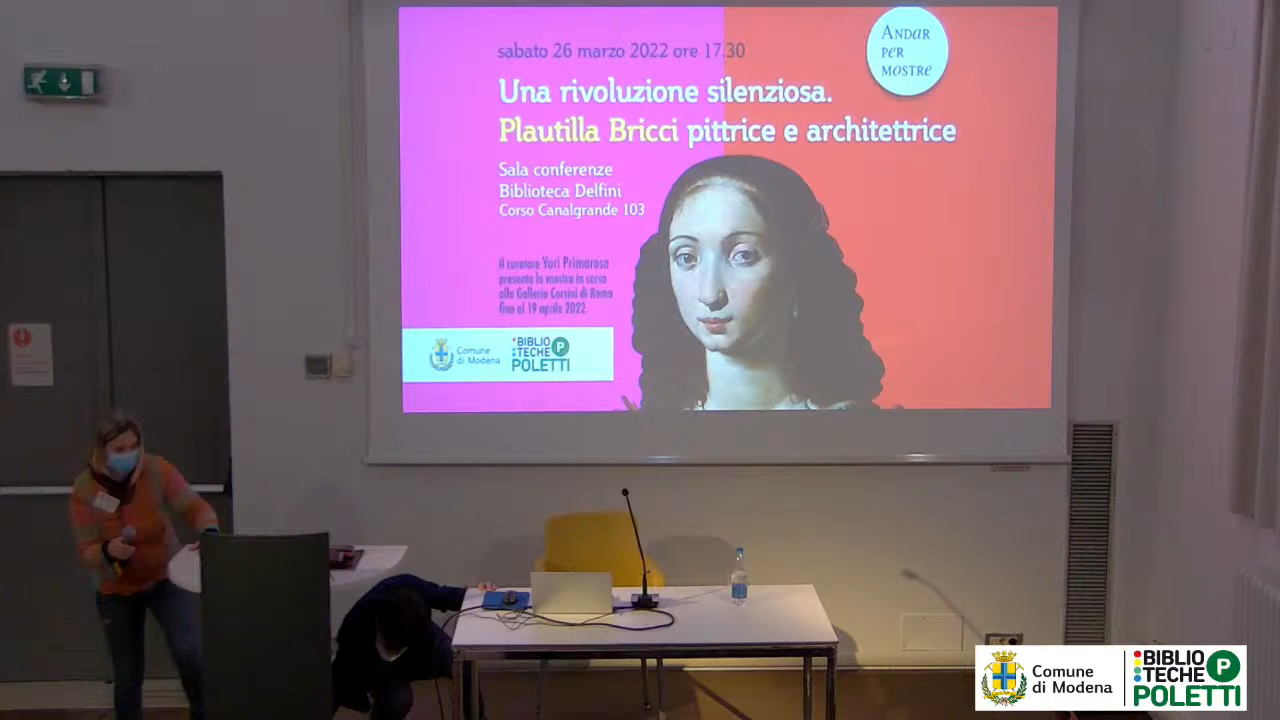 sabato 26 marzo 2022 ore 17.30
ANDAR
PER
MOSTRE
Una rivoluzione silenziosa.
Plautilla Bricci pittrice e architettrice
Sala conferenze
Biblioteca Delfini
Corso Canalgrande 103
Il curatore Yuri Primarosa
presenta la mostra in corso
alla Galleria Corsini di Roma
fino al 19 aprile 2022.
Comune
di Modena
BIBLIO
TECHE P
POLETTI
Comune
di Modena
BIBLIO
TECHE P
POLETTI